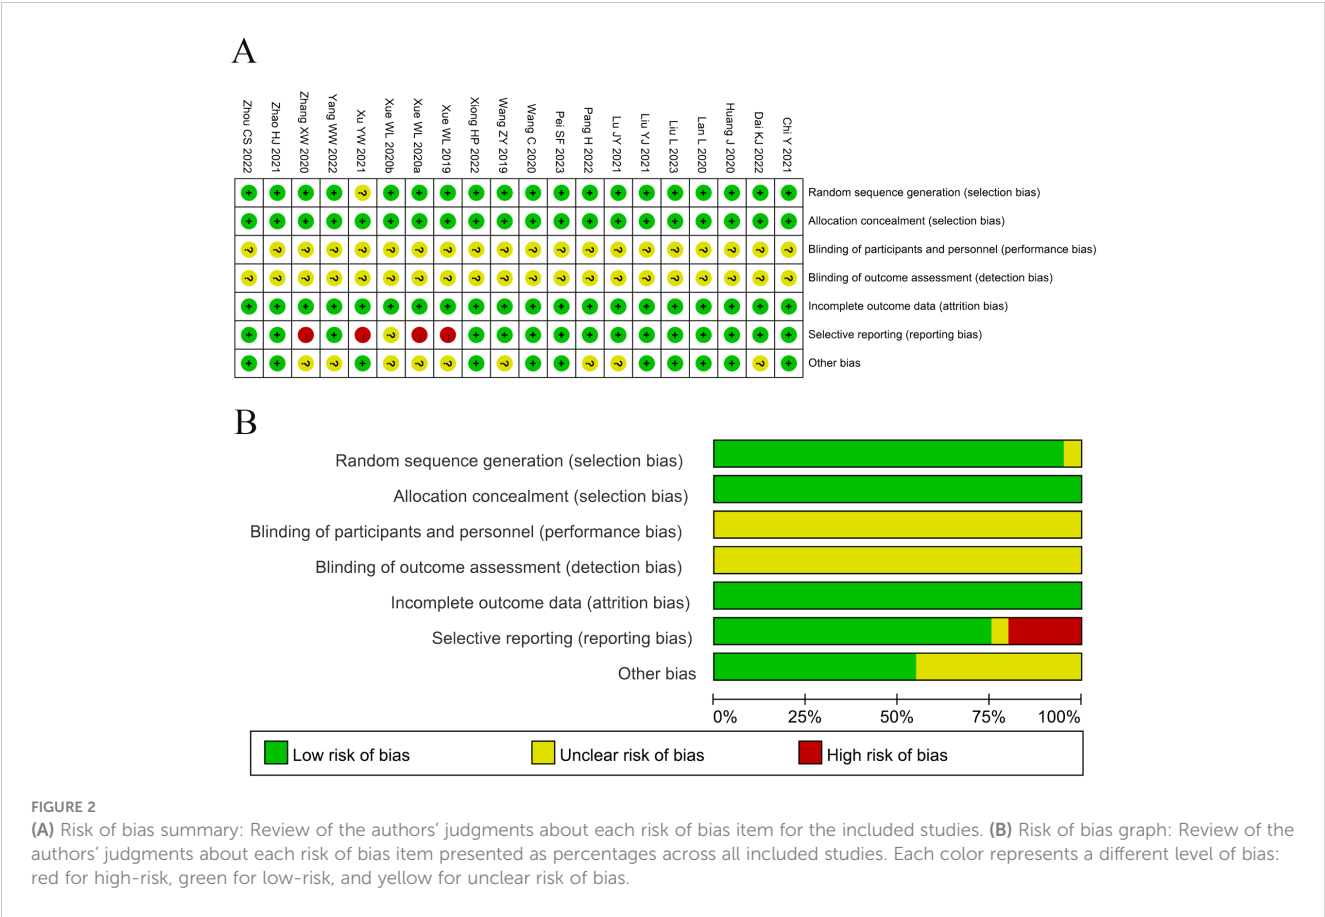 A
Zhou CS 2022
Zhao HJ 2021
Zhang XW 2020
Yang WW 2022
Xu YW 2021
Xue WL 2020b
Xue WL 2020a
Xue WL 2019
Xiong HP 2022
Wang ZY 2019
Wang C 2020
Pei SF 2023
Pang H 2022
Lu JY 2021
Liu YJ 2021
Liu L 2023
Lan L 2020
Huang J 2020
Dai KJ 2022
Chi Y 2021
+ + + + ? + + + + + + + + + + + + + + + Random sequence generation (selection bias)
+ + + + + + + + + + + + + + + + + + + + Allocation concealment (selection bias)
? ? ? ? ? ? ? ? ? ? ? ? ? ? ? ? ? ? ? ? Blinding of participants and personnel (performance bias)
? ? ? ? ? ? ? ? ? ? ? ? ? ? ? ? ? ? ? ? Blinding of outcome assessment (detection bias)
+ + + + + + + + + + + + + + + + + + + + Incomplete outcome data (attrition bias)
+ + - + - ? - - + + + + + + + + + + + + Selective reporting (reporting bias)
+ + ? ? + ? ? ? + ? + + ? ? + + + + ? + Other bias
B
Random sequence generation (selection bias)
Allocation concealment (selection bias)
Blinding of participants and personnel (performance bias)
Blinding of outcome assessment (detection bias)
Incomplete outcome data (attrition bias)
Selective reporting (reporting bias)
Other bias
0% 25% 50% 75% 100%
Low risk of bias Unclear risk of bias High risk of bias
FIGURE 2
(A) Risk of bias summary: Review of the authors’ judgments about each risk of bias item for the included studies. (B) Risk of bias graph: Review of the
authors’ judgments about each risk of bias item presented as percentages across all included studies. Each color represents a different level of bias:
red for high-risk, green for low-risk, and yellow for unclear risk of bias.